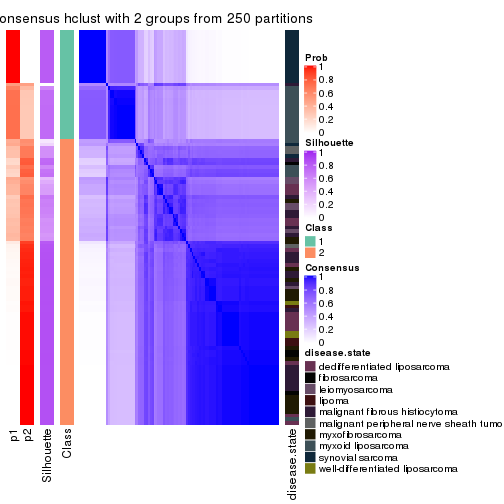 onsensus hclust with 2 groups from 250 partitions
Prob
1
0.8
0.6
0.4
0.2
0
Silhouette
1
0.8
0.6
0.4
0.2
0
Class
1
2
Consensus
1
0.8
0.6
0.4
0.2
0
disease.state
dedifferentiated liposarcoma
fibrosarcoma
leiomyosarcoma
lipoma
malignant fibrous histiocytoma
malignant peripheral nerve sheath tumo
myxofibrosarcoma
myxoid liposarcoma
synovial sarcoma
well-differentiated liposarcoma
p1
p2
Silhouette
Class
disease.state